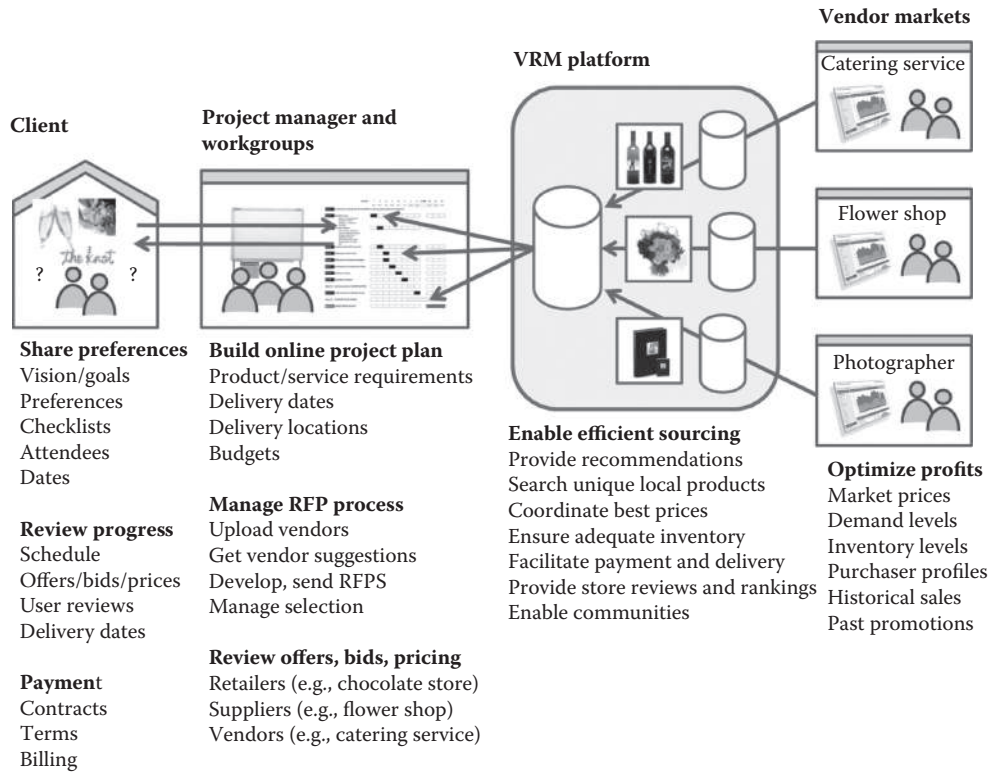 Vendor markets
Catering service
Flower shop
Photographer
Optimize profits
Market prices
Demand levels
Inventory levels
Purchaser profiles
Historical sales
Past promotions
VRM platform
Enable efficient sourcing
Provide recommendations
Search unique local products
Coordinate best prices
Ensure adequate inventory
Facilitate payment and delivery
Provide store reviews and rankings
Enable communities
Client
the knot
?
?
Share preferences
Vision/goals
Preferences
Checklists
Attendees
Dates
Review progress
Schedule
Offers/bids/prices
User reviews
Delivery dates
Payment
Contracts
Terms
Billing
Project manager and
workgroups
Build online project plan
Product/service requirements
Delivery dates
Delivery locations
Budgets
Manage RFP process
Upload vendors
Get vendor suggestions
Develop, send RFPS
Manage selection
Review offers, bids, pricing
Retailers (e.g., chocolate store)
Suppliers (e.g., flower shop)
Vendors (e.g., catering service)